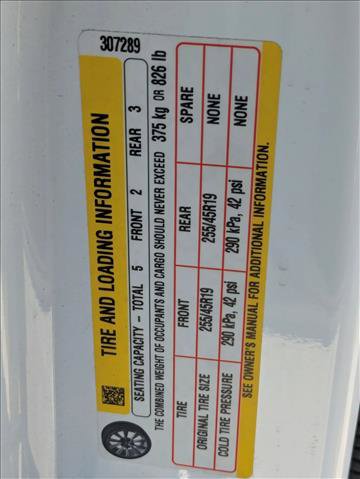 307289
TIRE AND LOADING INFORMATION
SEATING CAPACITY – TOTAL 5 FRONT 2 REAR 3
THE COMBINED WEIGHT OF OCCUPANTS AND CARGO SHOULD NEVER EXCEED 375 kg OR 826 lb
TIRE FRONT REAR SPARE
ORIGINAL TIRE SIZE 255/45R19 255/45R19 NONE
COLD TIRE PRESSURE 290 kPa, 42 psi 290 kPa, 42 psi NONE
SEE OWNER'S MANUAL FOR ADDITIONAL INFORMATION.